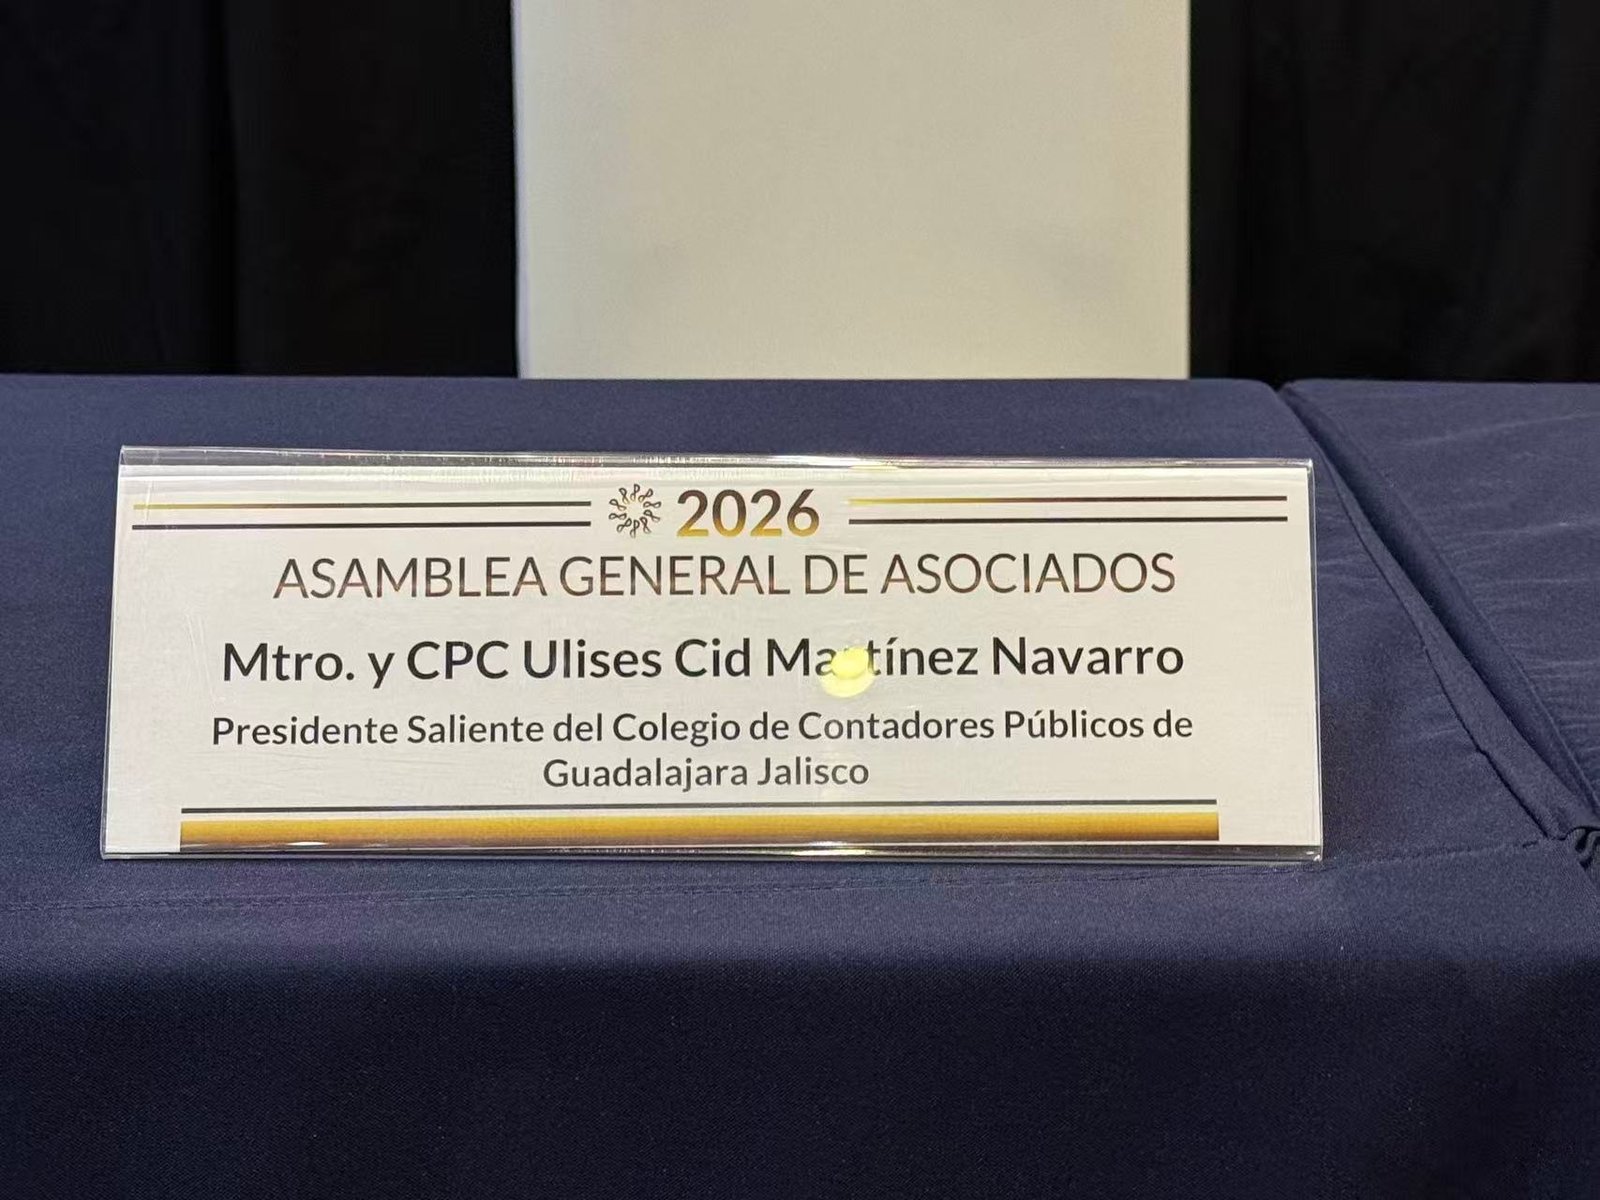 2026
ASAMBLEA GENERAL DE ASOCIADOS
Mtro. y CPC Ulises Cid Martínez Navarro
Presidente Saliente del Colegio de Contadores Públicos de
Guadalajara Jalisco